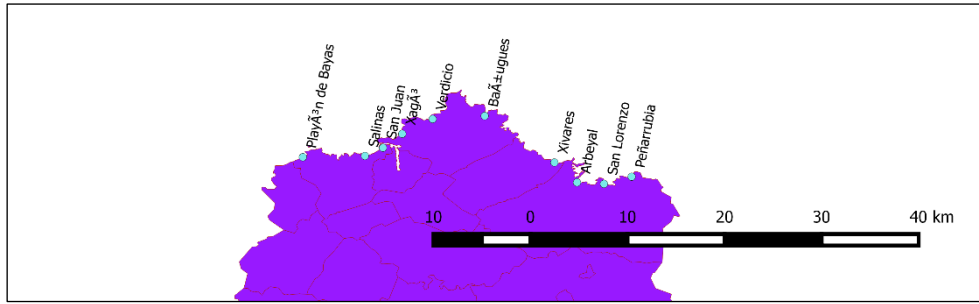 PlayÃ³n de Bayas
Salinas
San Juan
XagÃ³
Verdicio
BaÃ±ugues
Xivares
Arbeyal
San Lorenzo
Peñarrubia
10 0 10 20 30 40 km